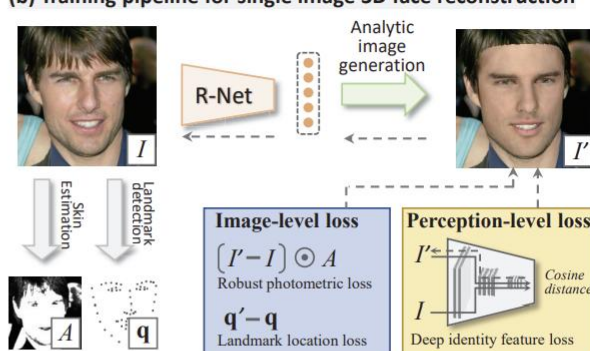 (b) Training pipeline for single image 3D face reconstruction
Analytic
image
generation
R-Net
I
I′
Skin
Estimation
Landmark
detection
A
q
Image-level loss
(I′ − I) ⊙ A
Robust photometric loss
q′− q
Landmark location loss
Perception-level loss
I′
I
Cosine
distance
Deep identity feature loss